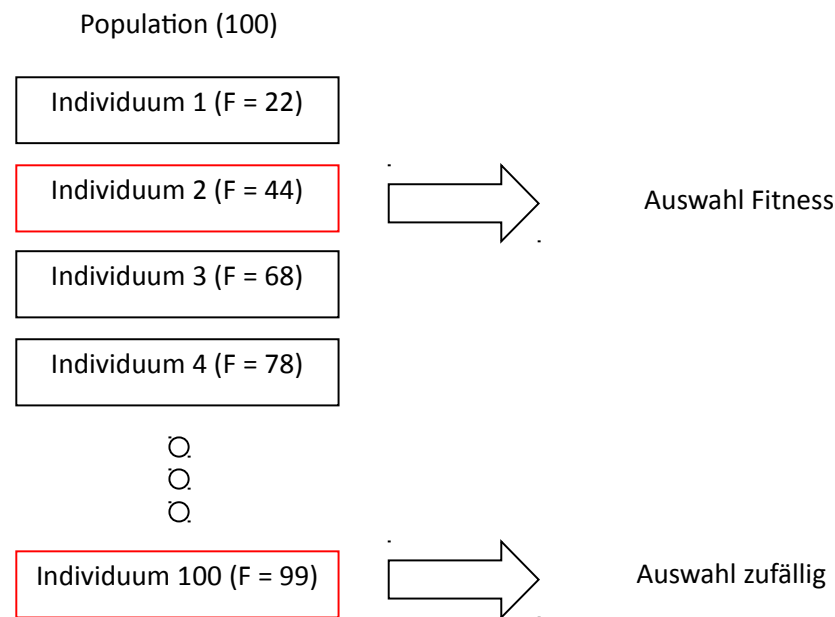 Population (100)
Individuum 1 (F = 22)
Individuum 2 (F = 44)
Auswahl Fitness
Individuum 3 (F = 68)
Individuum 4 (F = 78)
Individuum 100 (F = 99)
Auswahl zufällig